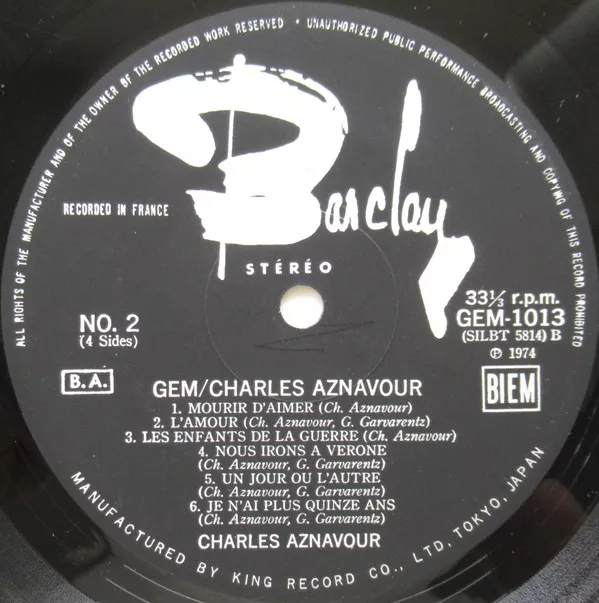 ALL RIGHTS OF THE MANUFACTURER AND OF THE OWNER OF THE RECORDED WORK RESERVED • UNAUTHORIZED PUBLIC PERFORMANCE BROADCASTING AND COPYING OF THIS RECORD PROHIBITED
Barclay
RECORDED IN FRANCE
STÉRÉO
NO. 2
(4 Sides)
33⅓ r.p.m.
GEM-1013
(SILBT 5814) B
℗ 1974
B.A.
BIEM
GEM/CHARLES AZNAVOUR
1. MOURIR D'AIMER (Ch. Aznavour)
2. L'AMOUR (Ch. Aznavour, G. Garvarentz)
3. LES ENFANTS DE LA GUERRE (Ch. Aznavour)
4. NOUS IRONS A VERONE
(Ch. Aznavour, G. Garvarentz)
5. UN JOUR OU L'AUTRE
(Ch. Aznavour, G. Garvarentz)
6. JE N'AI PLUS QUINZE ANS
(Ch. Aznavour, G. Garvarentz)
CHARLES AZNAVOUR
MANUFACTURED BY KING RECORD CO., LTD. TOKYO, JAPAN